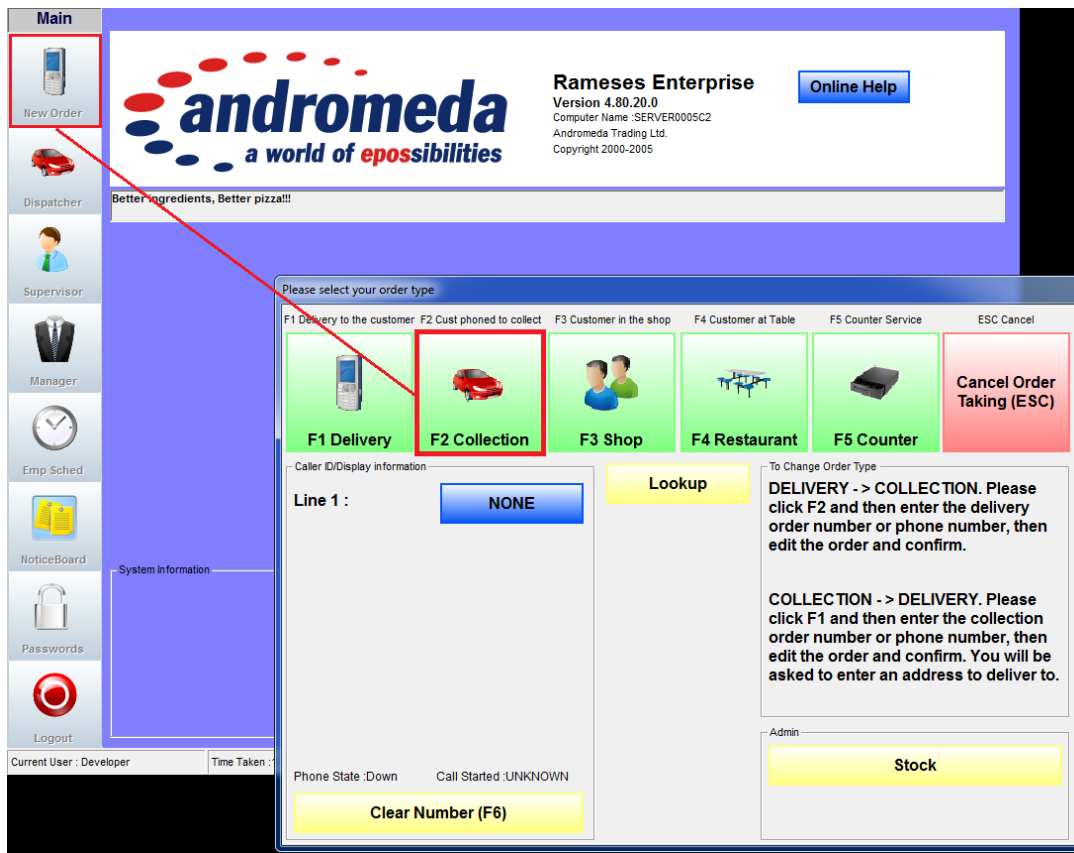 Main
New Order
Dispatcher
Supervisor
Manager
Emp Sched
NoticeBoard
Passwords
Logout
andromeda
a world of epossibilities
Rameses Enterprise
Version 4.80.20.0
Computer Name :SERVER0005C2
Andromeda Trading Ltd.
Copyright 2000-2005
Online Help
Better ingredients, Better pizza!!!
System Information
Current User : Developer
Time Taken :
Please select your order type
F1 Delivery to the customer
F2 Cust phoned to collect
F3 Customer in the shop
F4 Customer at Table
F5 Counter Service
ESC Cancel
F1 Delivery
F2 Collection
F3 Shop
F4 Restaurant
F5 Counter
Cancel Order
Taking (ESC)
Caller ID/Display information
Line 1 :
NONE
Phone State :Down
Call Started :UNKNOWN
Clear Number (F6)
Lookup
To Change Order Type
DELIVERY - > COLLECTION. Please
click F2 and then enter the delivery
order number or phone number, then
edit the order and confirm.
COLLECTION - > DELIVERY. Please
click F1 and then enter the collection
order number or phone number, then
edit the order and confirm. You will be
asked to enter an address to deliver to.
Admin
Stock